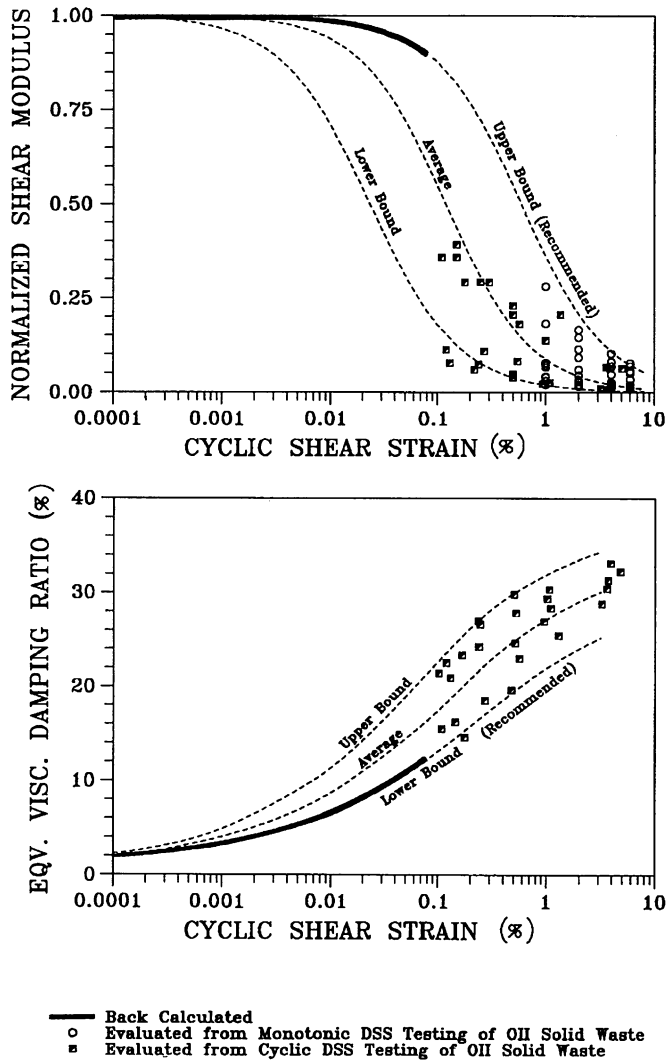 NORMALIZED SHEAR MODULUS
1.00
0.75
0.50
0.25
0.00
Lower Bound
Average
Upper Bound (Recommended)
0.0001 0.001 0.01 0.1 1 10
CYCLIC SHEAR STRAIN (%)
EQV. VISC. DAMPING RATIO (%)
40
30
20
10
0
Upper Bound
Average
Lower Bound (Recommended)
0.0001 0.001 0.01 0.1 1 10
CYCLIC SHEAR STRAIN (%)
Back Calculated
Evaluated from Monotonic DSS Testing of OII Solid Waste
Evaluated from Cyclic DSS Testing of OII Solid Waste